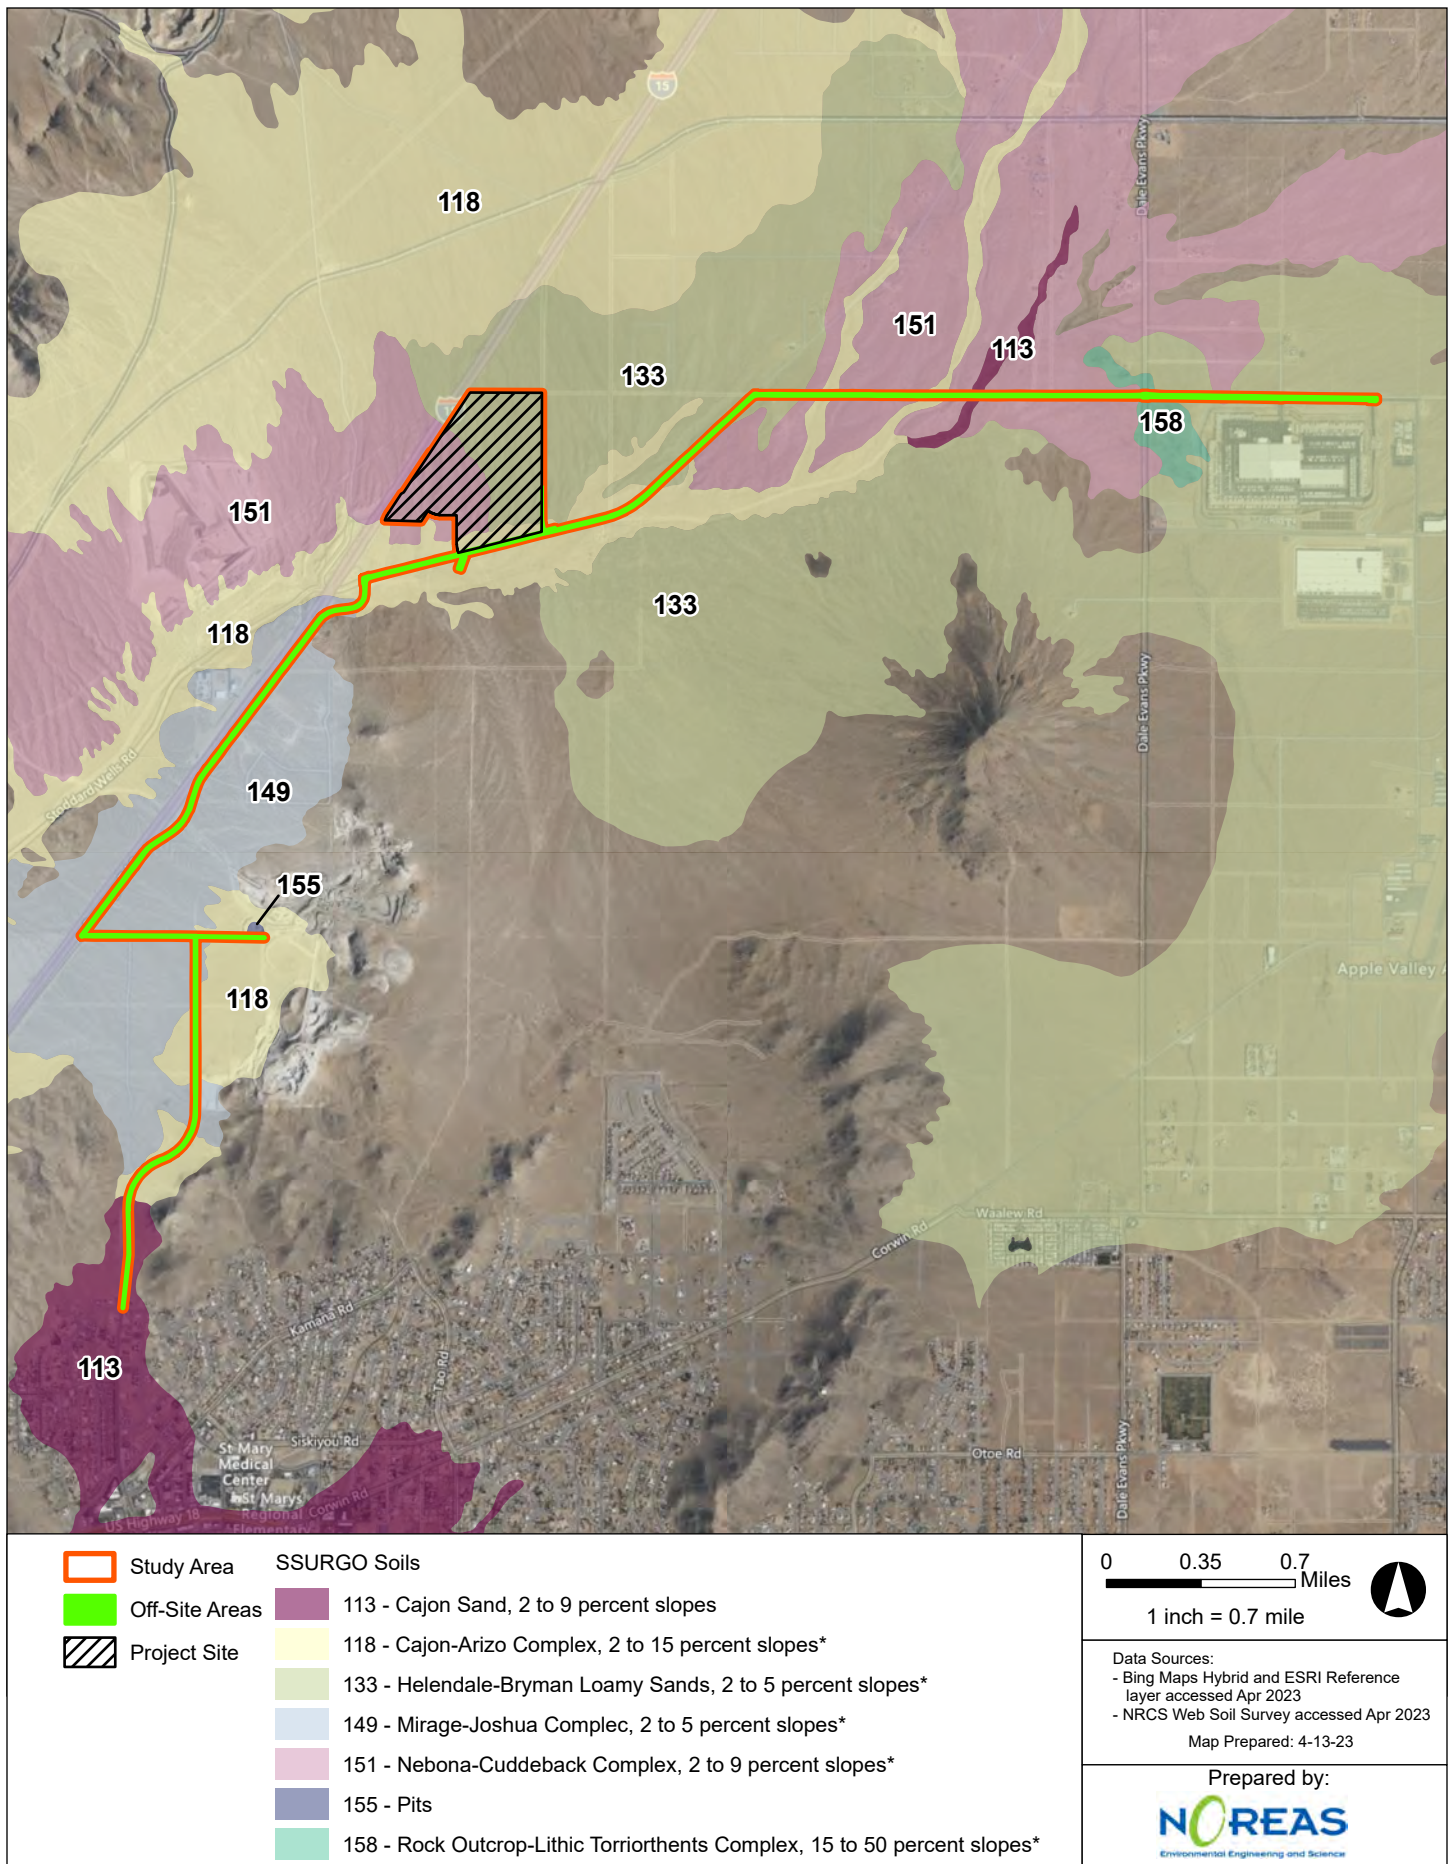 15
Dale Evans Pkwy
118
151
113
133
158
151
133
118
Dale Evans Pkwy
Stoddard Wells Rd
149
155
Apple Valley A
118
Waalew Rd
Corwin Rd
Kamana Rd
Tao Rd
113
Siskiyou Rd
St Mary
Medical
Center
St Marys
Regional
Elementary
Corwin Rd
US Highway 18
Otoe Rd
Dale Evans Pkwy
Study Area
Off-Site Areas
Project Site
SSURGO Soils
113 - Cajon Sand, 2 to 9 percent slopes
118 - Cajon-Arizo Complex, 2 to 15 percent slopes*
133 - Helendale-Bryman Loamy Sands, 2 to 5 percent slopes*
149 - Mirage-Joshua Complec, 2 to 5 percent slopes*
151 - Nebona-Cuddeback Complex, 2 to 9 percent slopes*
155 - Pits
158 - Rock Outcrop-Lithic Torriorthents Complex, 15 to 50 percent slopes*
0 0.35 0.7
Miles
1 inch = 0.7 mile
Data Sources:
- Bing Maps Hybrid and ESRI Reference
layer accessed Apr 2023
- NRCS Web Soil Survey accessed Apr 2023
Map Prepared: 4-13-23
Prepared by:
NOREAS
Environmental Engineering and Science